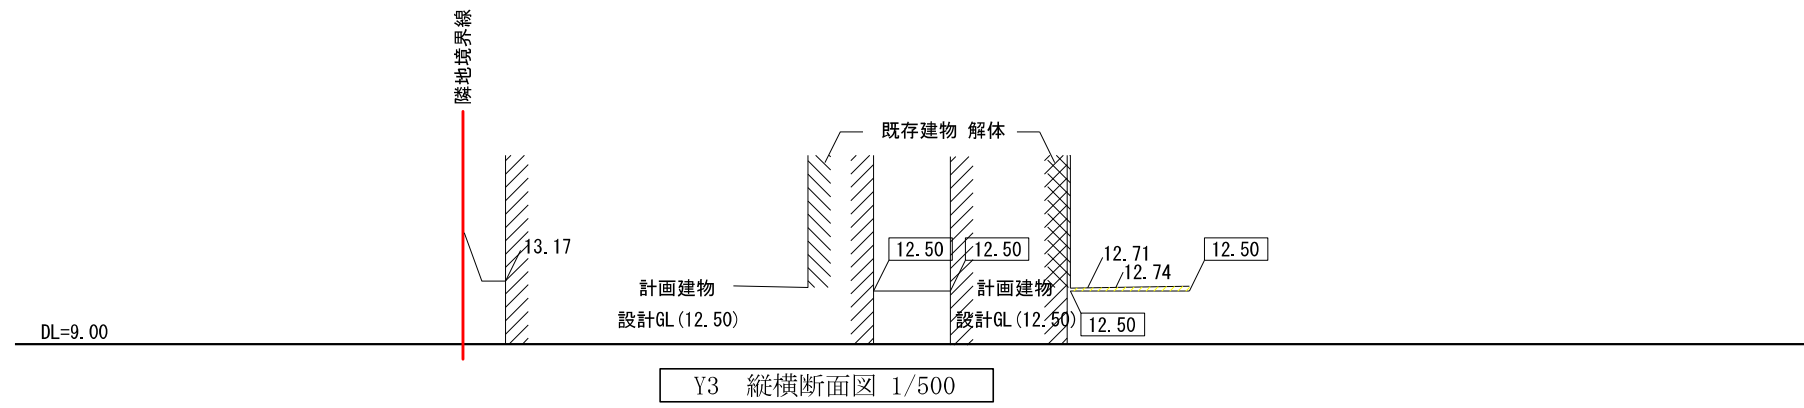 隣地境界線
既存建物 解体
13.17
12.50
12.50
12.71
12.74
12.50
計画建物
設計GL(12.50)
計画建物
設計GL(12.50)
12.50
DL=9.00
Y3 縦横断面図 1/500